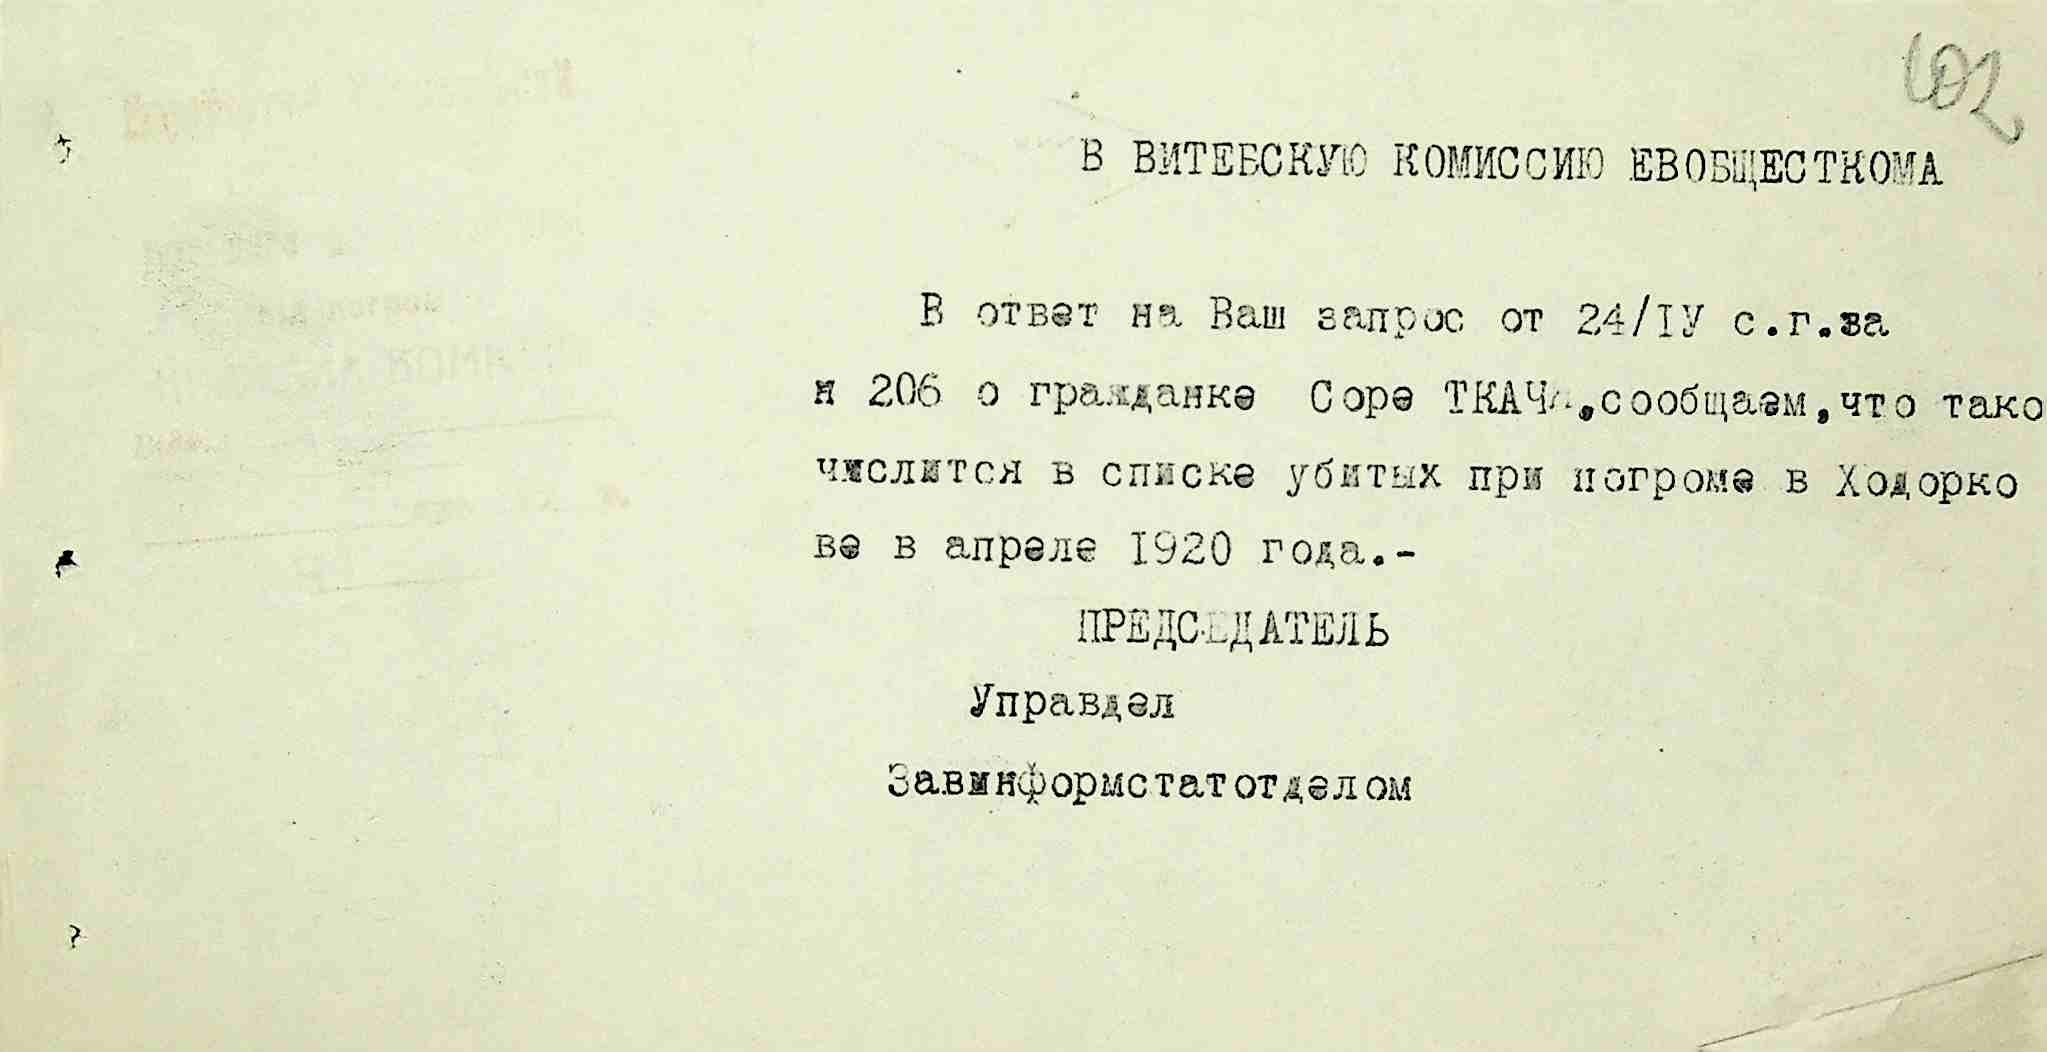 102
В ВИТЕБСКУЮ КОМИССИЮ ЕВОБЩЕСТКОМА
В ответ на Ваш запрос от 24/IУ с.г.за
н 206 о гражданке Соре ТКАЧ,сообщаем,что тако
числится в списке убитых при погроме в Ходорко
ве в апреле 1920 года.-
ПРЕДСЕДАТЕЛЬ
Управдел
Завинформстатотделом